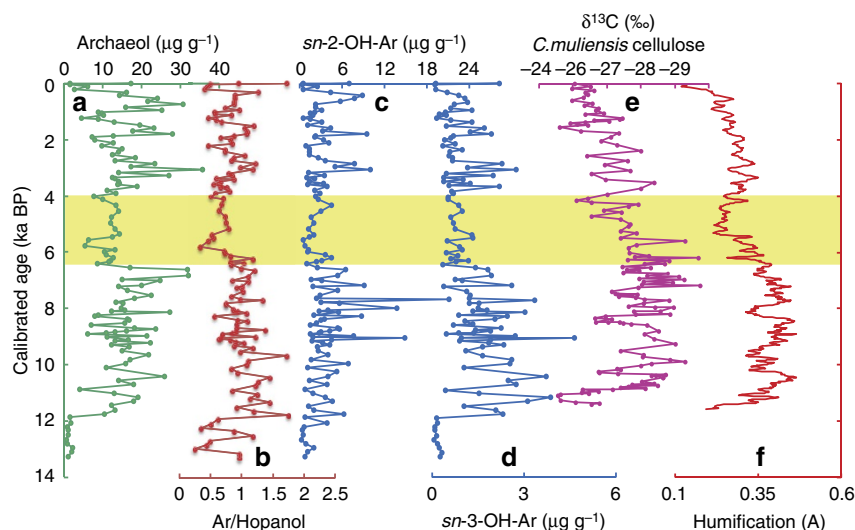 δ¹³C (‰)
Archaeol (µg g⁻¹) sn-2-OH-Ar (µg g⁻¹) C.muliensis cellulose
0 10 20 30 40 0 6 12 18 24 –24 –26 –27 –28 –29
a c e
0
2
4
6
8
10
12
14
Calibrated age (ka BP)
b d f
0 0.5 1 1.5 2 2.5 0 3 6 0.1 0.35 0.6
Ar/Hopanol sn-3-OH-Ar (µg g⁻¹) Humification (A)